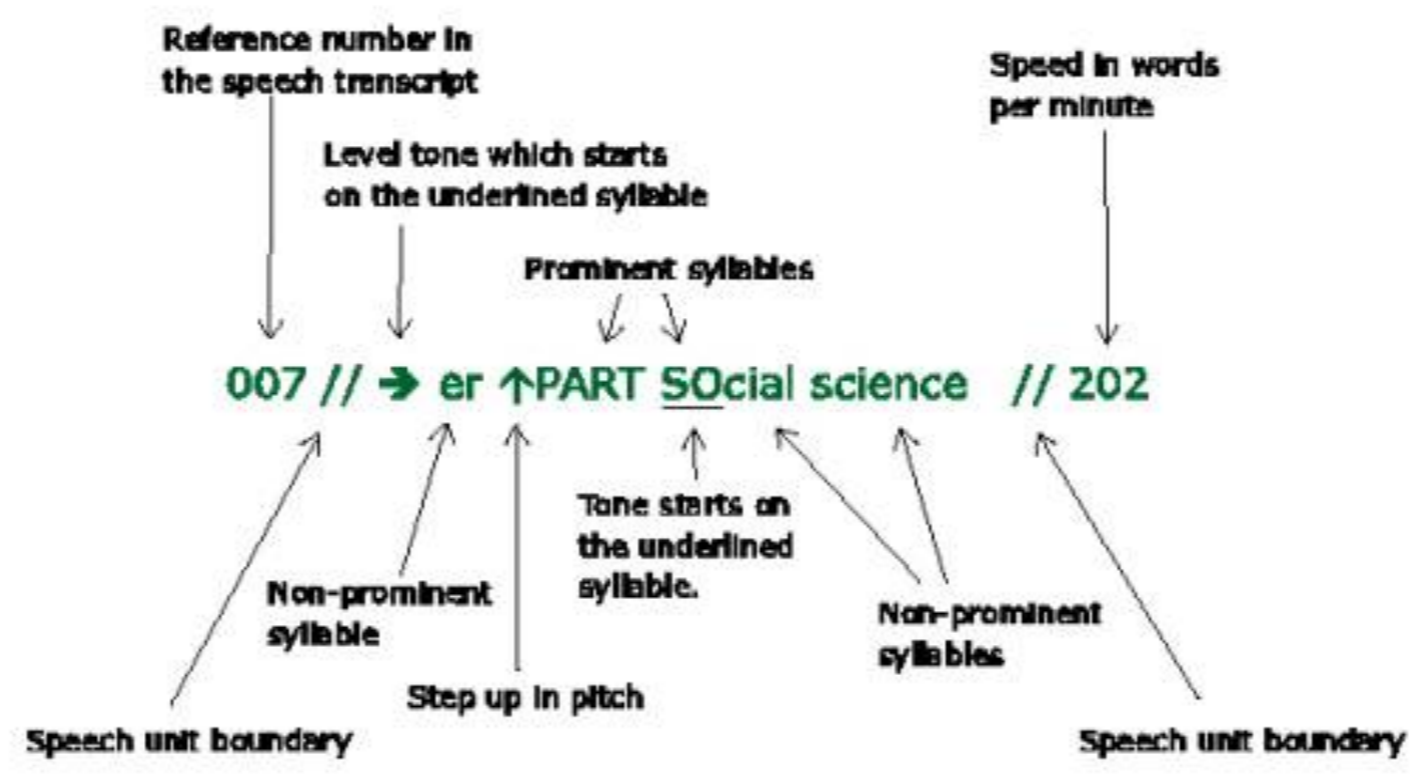 Reference number in
the speech transcript
Speed in words
per minute
Level tone which starts
on the underlined syllable
Prominent syllables
007 // ➔ er ↑PART SOcial science // 202
Tone starts on
the underlined
syllable.
Non-prominent
syllable
Non-prominent
syllables
Step up in pitch
Speech unit boundary
Speech unit boundary